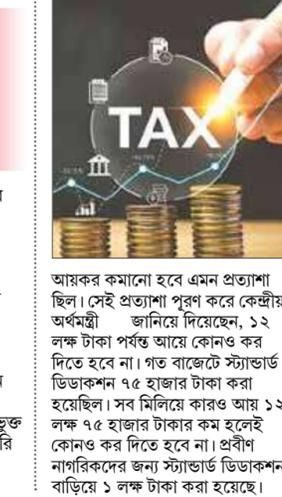 TAX
আয়কর কমানো হবে এমন প্রত্যাশা
ছিল। সেই প্রত্যাশা পূরণ করে কেন্দ্রীয়
অর্থমন্ত্রী জানিয়ে দিয়েছেন, ১২
লক্ষ টাকা পর্যন্ত আয়ে কোনও কর
দিতে হবে না। গত বাজেটে স্ট্যান্ডার্ড
ডিডাকশন ৭৫ হাজার টাকা করা
হয়েছিল। সব মিলিয়ে কারও আয় ১২
লক্ষ ৭৫ হাজার টাকার কম হলেই
কোনও কর দিতে হবে না। প্রবীণ
নাগরিকদের জন্য স্ট্যান্ডার্ড ডিডাকশন
বাড়িয়ে ১ লক্ষ টাকা করা হয়েছে।